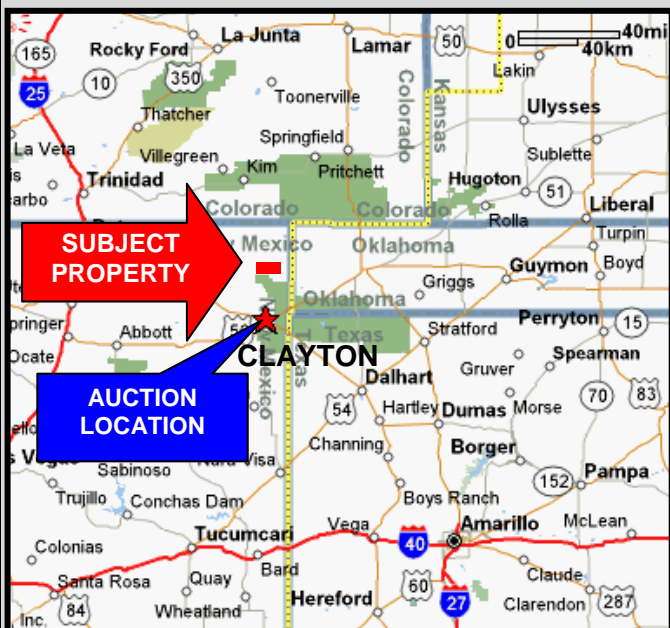 165
Rocky Ford
La Junta
Lamar
50
0
40mi
40km
Lakin
350
25
10
Toonerville
Colorado
Kansas
Ulysses
Thatcher
La Veta
Springfield
Sublette
Villegreen
Kim
Pritchett
Hugoton
51
Trinidad
Colorado
Colorado
Rolla
Liberal
SUBJECT
PROPERTY
Mexico
Oklahoma
Turpin
Griggs
Guymon
Boyd
Oklahoma
Abbott
Texas
Stratford
Perryton
15
Ocate
CLAYTON
Spearman
Gruver
Dalhart
AUCTION
LOCATION
Mexico
Texas
54
Hartley
Dumas
Morse
70
83
Channing
Borger
Sabinoso
Visa
152
Pampa
Trujillo
Conchas Dam
Boys Ranch
Tucumcari
Vega
40
Amarillo
McLean
Colonias
Bard
Claude
Santa Rosa
Quay
60
27
Clarendon
287
84
Wheatland
Hereford
Inc.